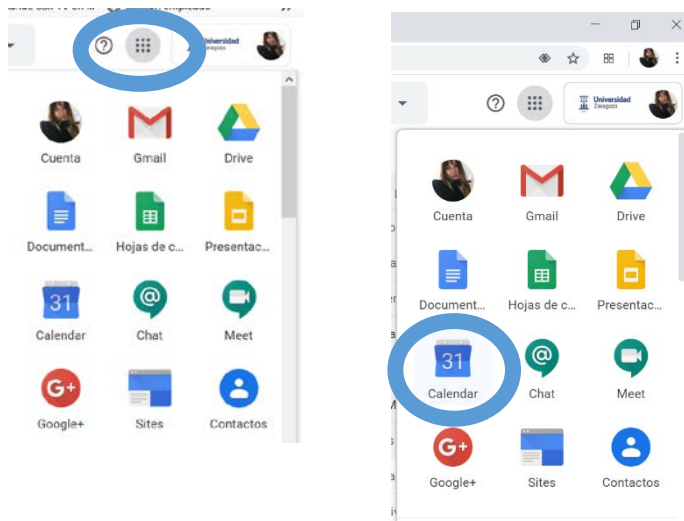 Universidad
Zaragoza
Cuenta Gmail Drive
Document... Hojas de c... Presentac...
31
Calendar Chat Meet
G+
Google+ Sites Contactos
Universidad
Zaragoza
Cuenta Gmail Drive
Document... Hojas de c... Presentac...
31
Calendar Chat Meet
G+
Google+ Sites Contactos